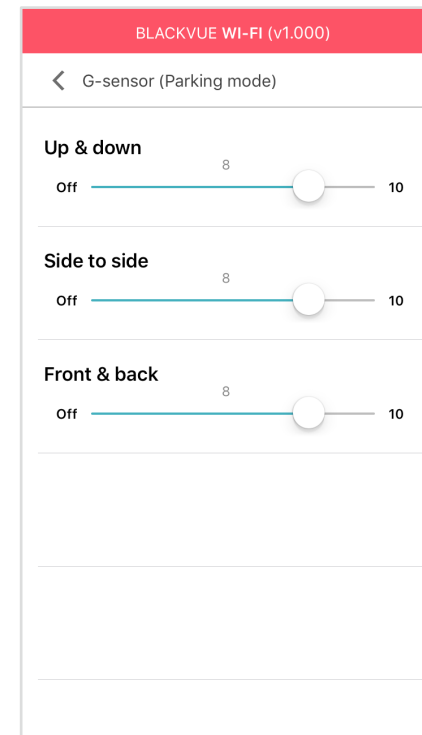 BLACKVUE WI-FI (v1.000)
G-sensor (Parking mode)
Up & down
8
Off 10
Side to side
8
Off 10
Front & back
8
Off 10